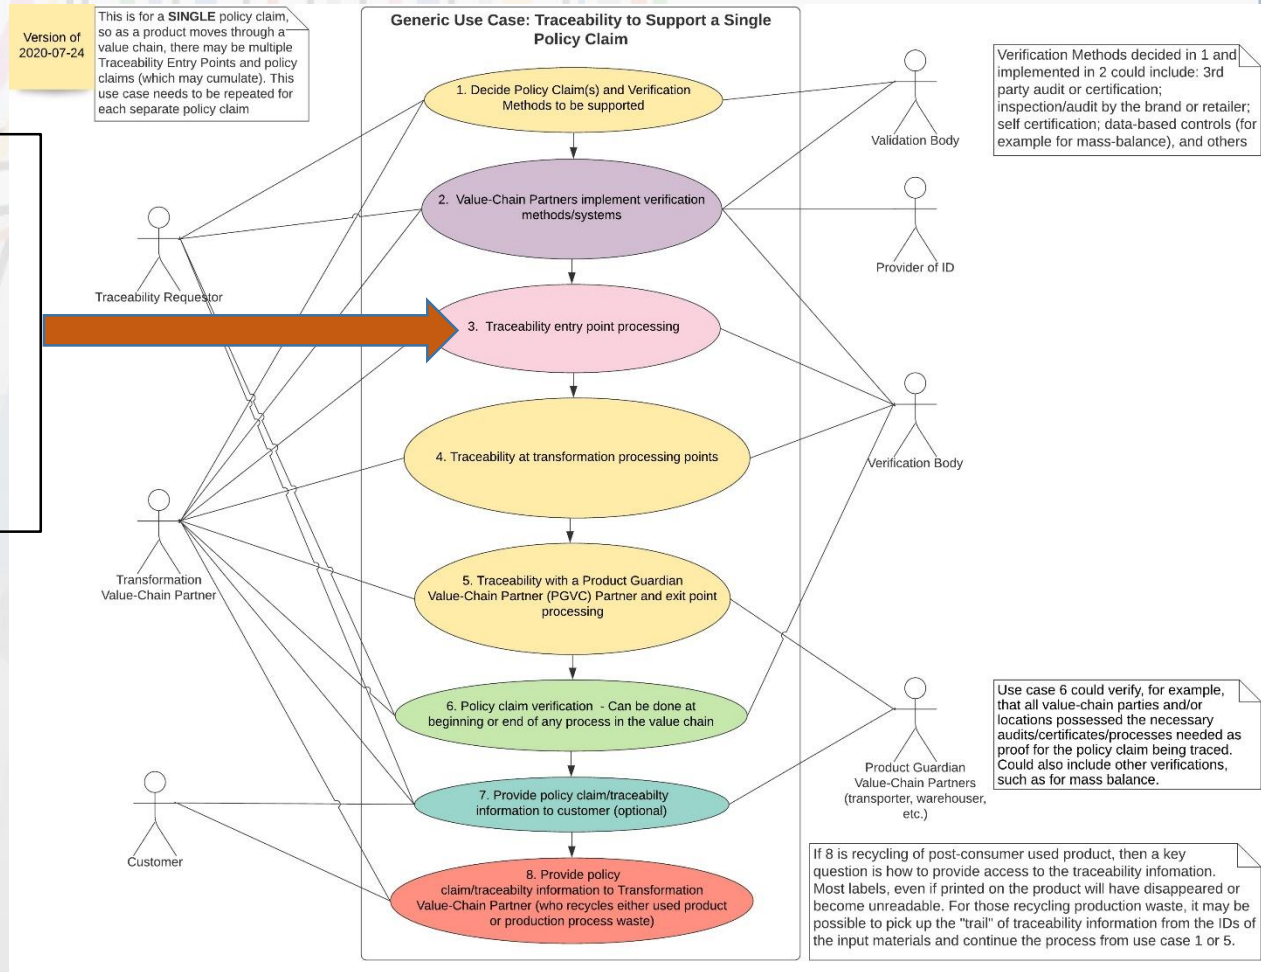 Version of
2020-07-24
This is for a SINGLE policy claim,
so as a product moves through a
value chain, there may be multiple
Traceability Entry Points and policy
claims (which may cumulate). This
use case needs to be repeated for
each separate policy claim
Generic Use Case: Traceability to Support a Single
Policy Claim
Verification Methods decided in 1 and
implemented in 2 could include: 3rd
party audit or certification;
inspection/audit by the brand or retailer;
self certification; data-based controls (for
example for mass-balance), and others
1. Decide Policy Claim(s) and Verification
Methods to be supported
Validation Body
2. Value-Chain Partners implement verification
methods/systems
Provider of ID
Traceability Requestor
3. Traceability entry point processing
4. Traceability at transformation processing points
Verification Body
Transformation
Value-Chain Partner
5. Traceability with a Product Guardian
Value-Chain Partner (PGVC) Partner and exit point
processing
6. Policy claim verification - Can be done at
beginning or end of any process in the value chain
Use case 6 could verify, for example,
that all value-chain parties and/or
locations possessed the necessary
audits/certificates/processes needed as
proof for the policy claim being traced.
Could also include other verifications,
such as for mass balance.
Product Guardian
Value-Chain Partners
(transporter, warehouser,
etc.)
7. Provide policy claim/traceabilty
information to customer (optional)
Customer
8. Provide policy
claim/traceabilty information to Transformation
Value-Chain Partner (who recycles either used product
or production process waste)
If 8 is recycling of post-consumer used product, then a key
question is how to provide access to the traceability infomation.
Most labels, even if printed on the product will have disappeared or
become unreadable. For those recycling production waste, it may be
possible to pick up the "trail" of traceability information from the IDs of
the input materials and continue the process from use case 1 or 5.